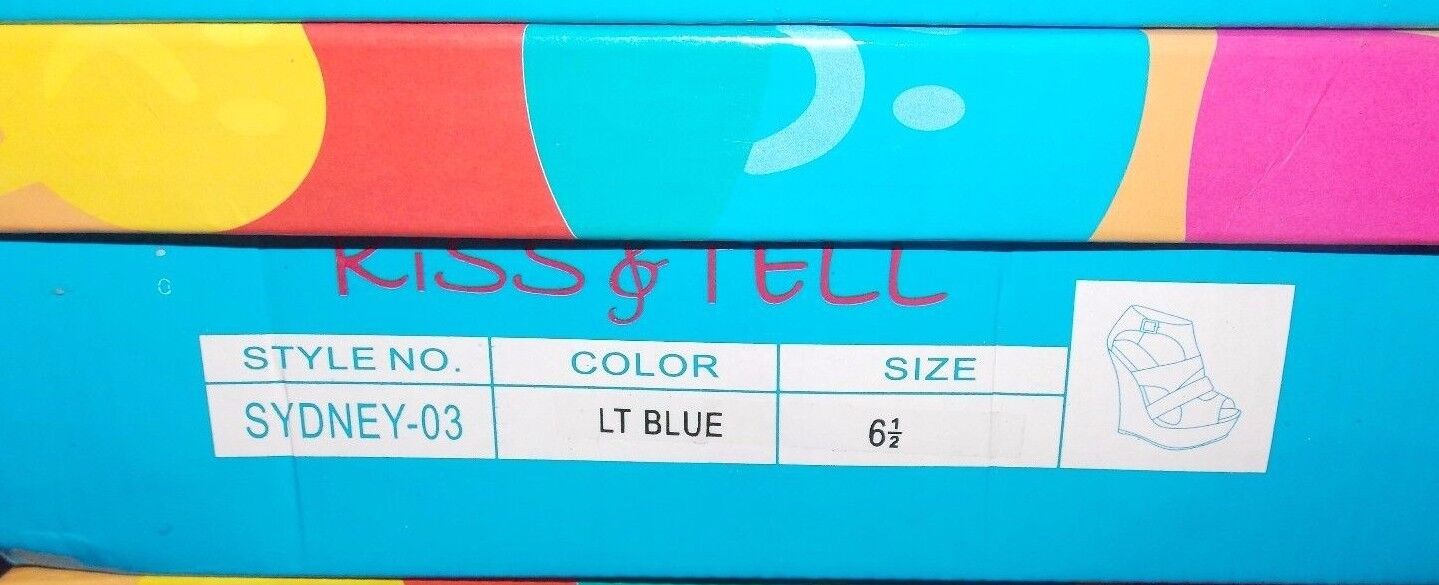 KISS & TELL
STYLE NO. COLOR SIZE
SYDNEY-03 LT BLUE 6½